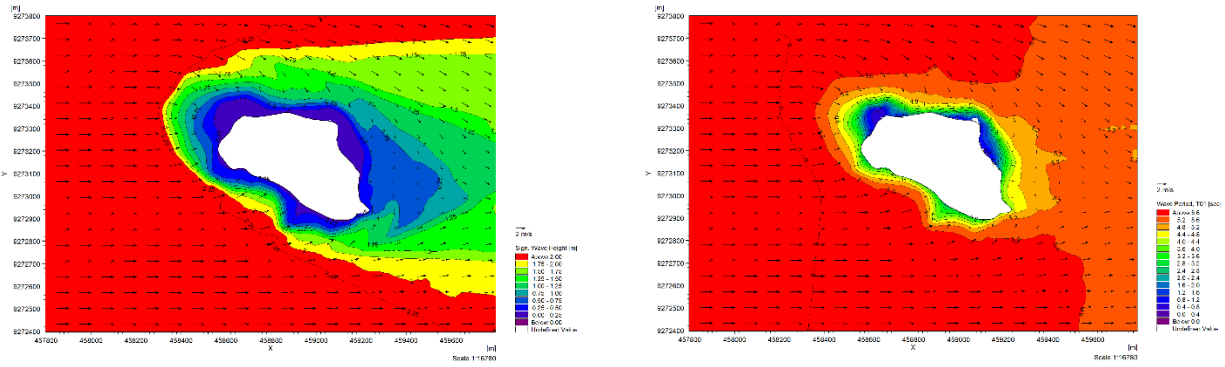 [m]
9273800
9273700
9273600
9273500
9273400
9273300
9273200
9273100
9273000
9272900
9272800
9272700
9272600
9272500
9272400
Y
457800
458000
458200
458400
458600
458800
459000
459200
459400
459600
X
[m]
Scale 1:16780
2 m/s
Sign. Wave Height [m]
Above 2.00
1.75 - 2.00
1.50 - 1.75
1.25 - 1.50
1.00 - 1.25
0.75 - 1.00
0.50 - 0.75
0.25 - 0.50
0.00 - 0.25
Below 0.00
Undefined Value
[m]
9273800
9273700
9273600
9273500
9273400
9273300
9273200
9273100
9273000
9272900
9272800
9272700
9272600
9272500
9272400
Y
457800
458000
458200
458400
458600
458800
459000
459200
459400
459600
X
[m]
Scale 1:16780
2 m/s
Wave Period, T01 [sec]
Above 5.6
5.2 - 5.6
4.8 - 5.2
4.4 - 4.8
4.0 - 4.4
3.6 - 4.0
3.2 - 3.6
2.8 - 3.2
2.4 - 2.8
2.0 - 2.4
1.6 - 2.0
1.2 - 1.6
0.8 - 1.2
0.4 - 0.8
0.0 - 0.4
Below 0.0
Undefined Value